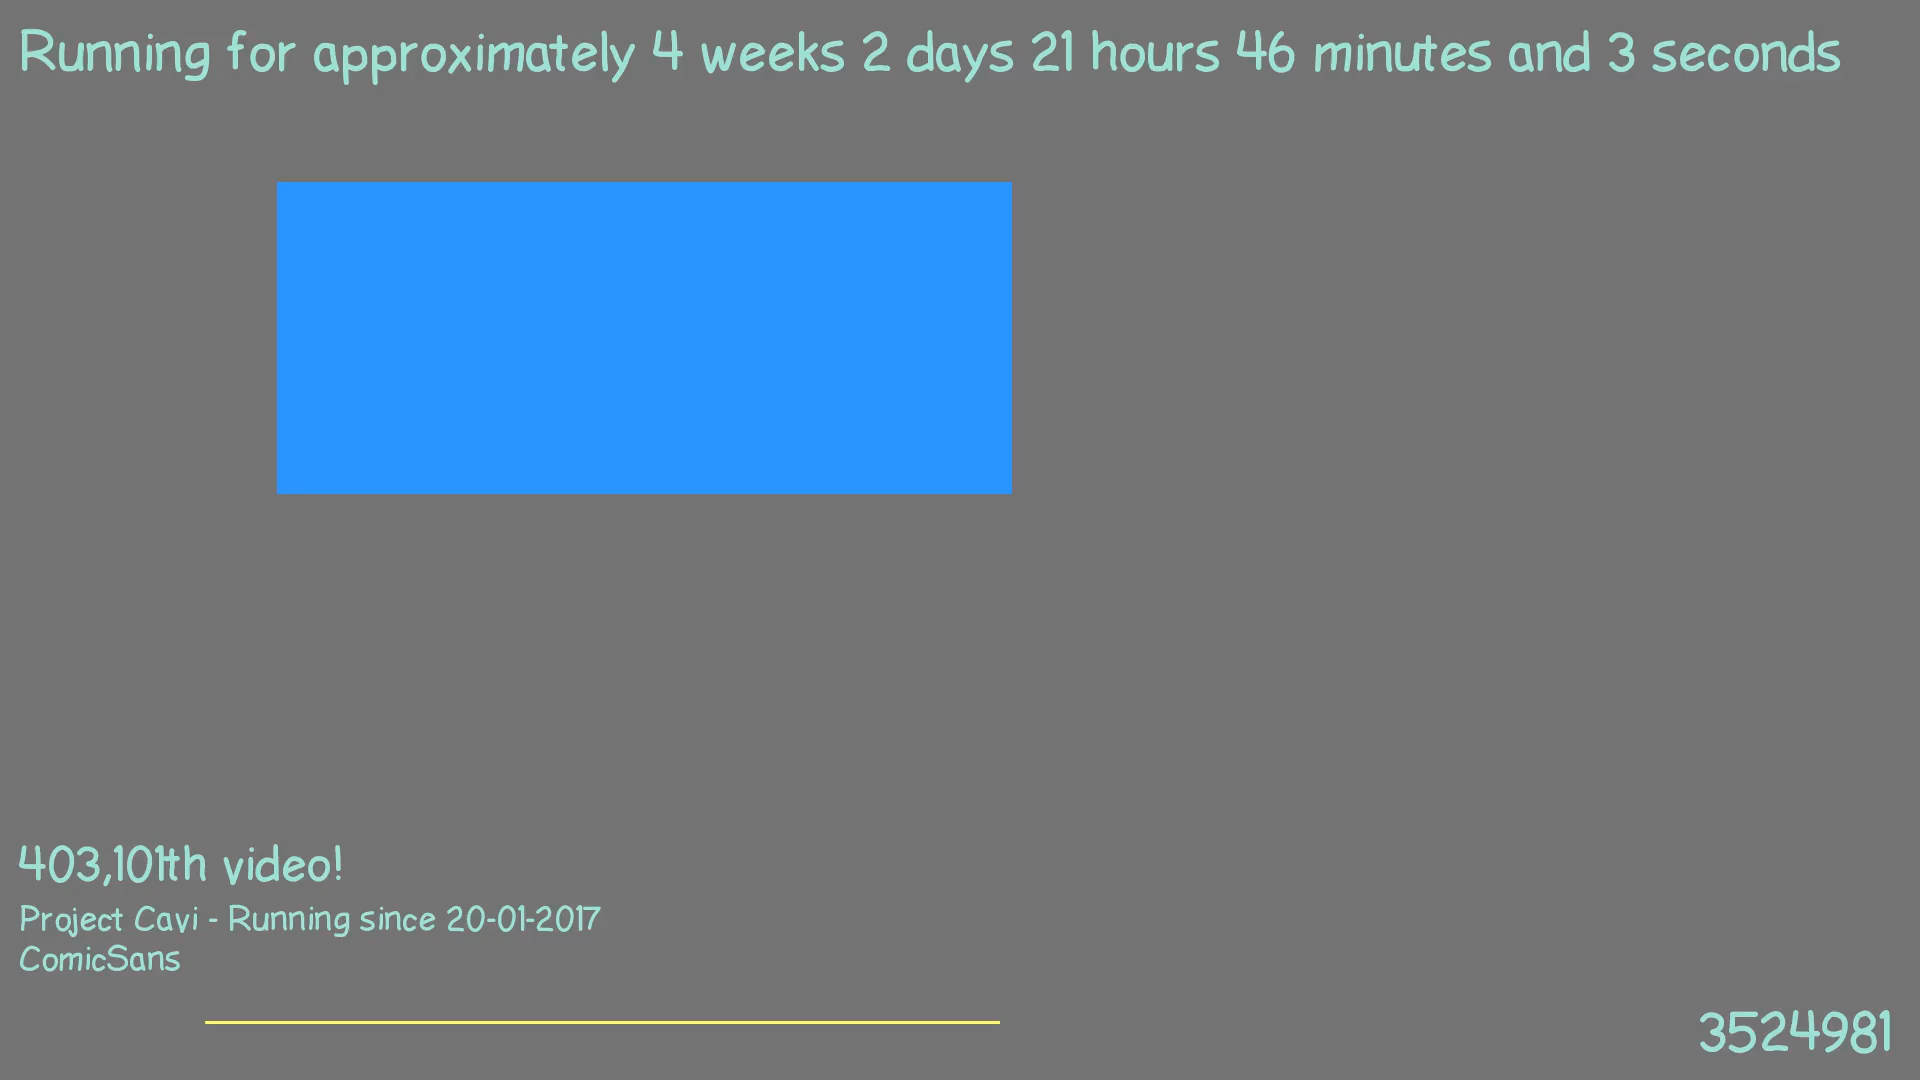 Running for approximately 4 weeks 2 days 21 hours 46 minutes and 3 seconds
403,101th video!
Project Cavi - Running since 20-01-2017
ComicSans
3524981